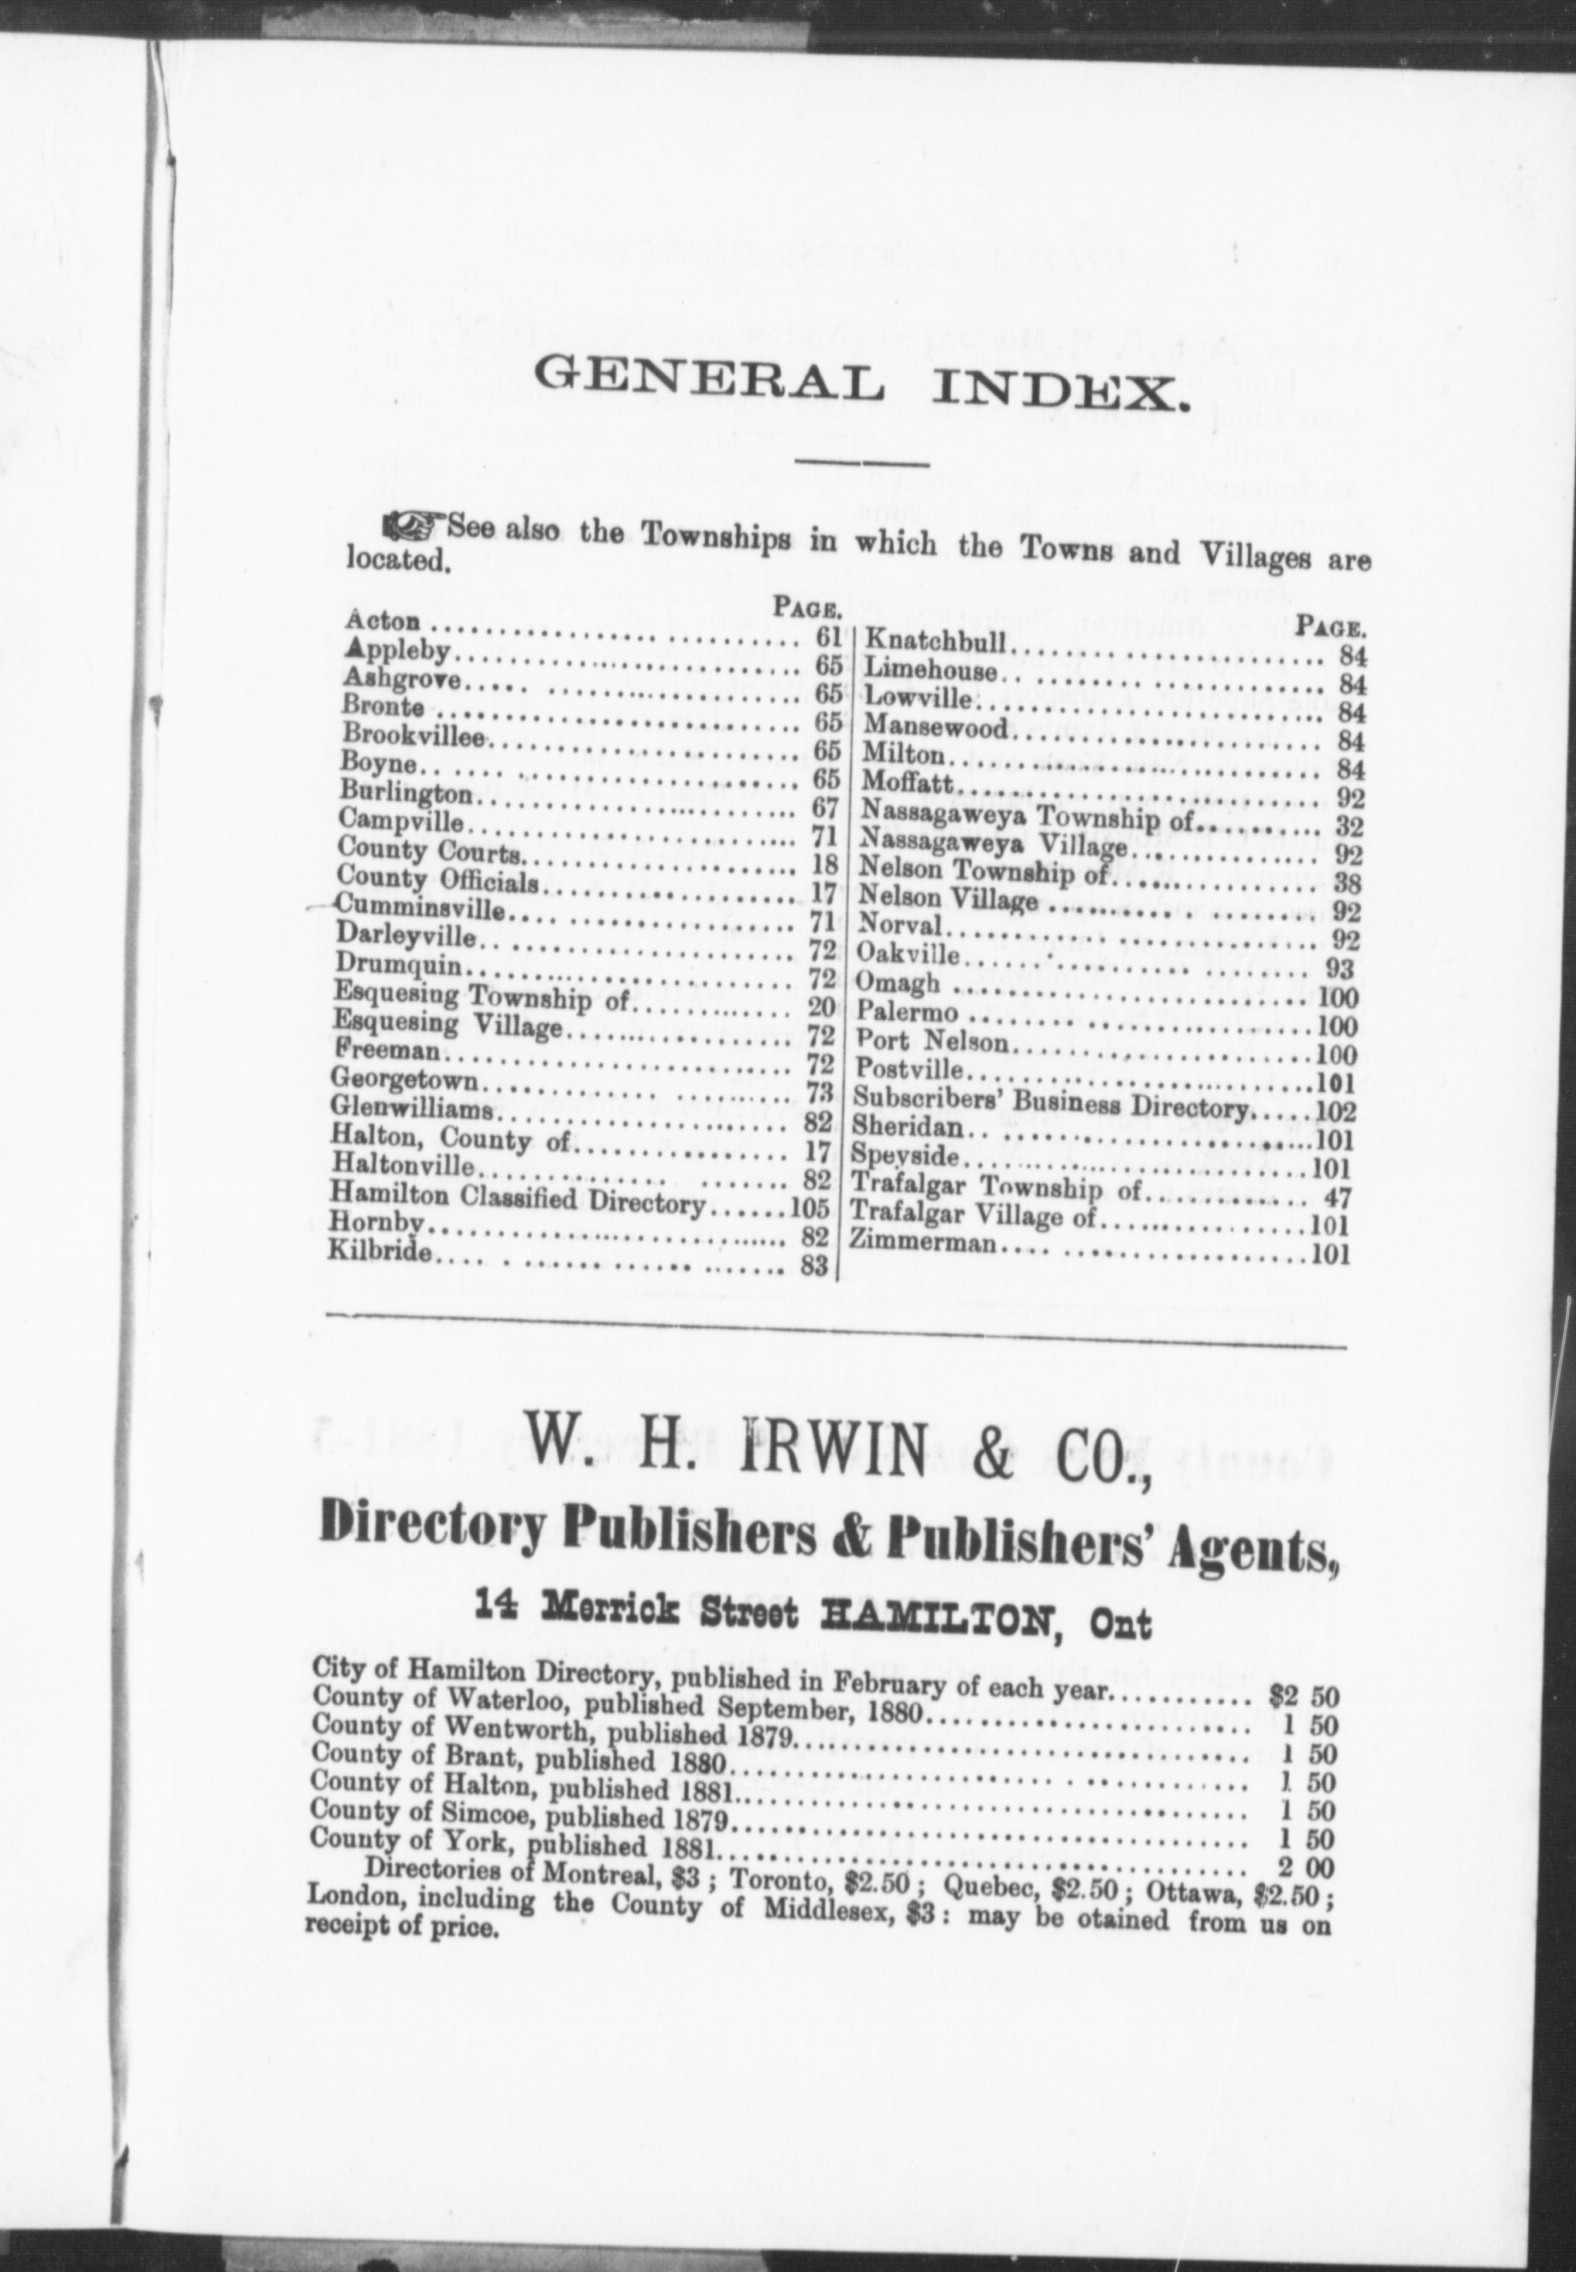 GENERAL INDEX.
☞See also the Townships in which the Towns and Villages are
located.
PAGE.
Acton ........................ 61
Appleby........................ 65
Ashgrove........................ 65
Bronte ........................ 65
Brookvillee........................ 65
Boyne........................ 65
Burlington........................ 67
Campville........................ 71
County Courts........................ 18
County Officials........................ 17
Cumminsville........................ 71
Darleyville........................ 72
Drumquin........................ 72
Esquesing Township of............ 20
Esquesing Village.................. 72
Freeman........................ 72
Georgetown........................ 73
Glenwilliams........................ 82
Halton, County of................ 17
Haltonville........................ 82
Hamilton Classified Directory......105
Hornby........................ 82
Kilbride........................ 83
PAGE.
Knatchbull........................ 84
Limehouse........................ 84
Lowville........................ 84
Mansewood........................ 84
Milton........................ 84
Moffatt........................ 92
Nassagaweya Township of.......... 32
Nassagaweya Village............... 92
Nelson Township of................ 38
Nelson Village .................... 92
Norval........................ 92
Oakville........................ 93
Omagh ........................ 100
Palermo ........................100
Port Nelson........................100
Postville........................101
Subscribers' Business Directory.....102
Sheridan........................101
Speyside........................101
Trafalgar Township of............ 47
Trafalgar Village of...............101
Zimmerman........................101
W. H. IRWIN & CO.,
Directory Publishers & Publishers' Agents,
14 Merrick Street HAMILTON, Ont
City of Hamilton Directory, published in February of each year............ $2 50
County of Waterloo, published September, 1880........................ 1 50
County of Wentworth, published 1879........................ 1 50
County of Brant, published 1880........................ 1 50
County of Halton, published 1881........................ 1 50
County of Simcoe, published 1879........................ 1 50
County of York, published 1881........................ 2 00
Directories of Montreal, $3 ; Toronto, $2.50 ; Quebec, $2.50 ; Ottawa, $2.50 ;
London, including the County of Middlesex, $3 : may be otained from us on
receipt of price.